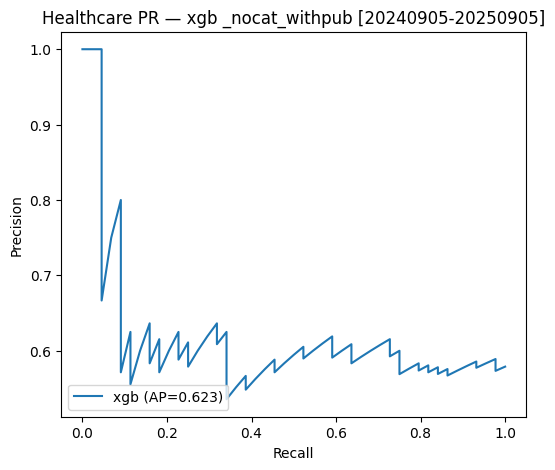 Healthcare PR — xgb _nocat_withpub [20240905-20250905]
1.0
0.9
0.8
0.7
0.6
Precision
xgb (AP=0.623)
0.0 0.2 0.4 0.6 0.8 1.0
Recall